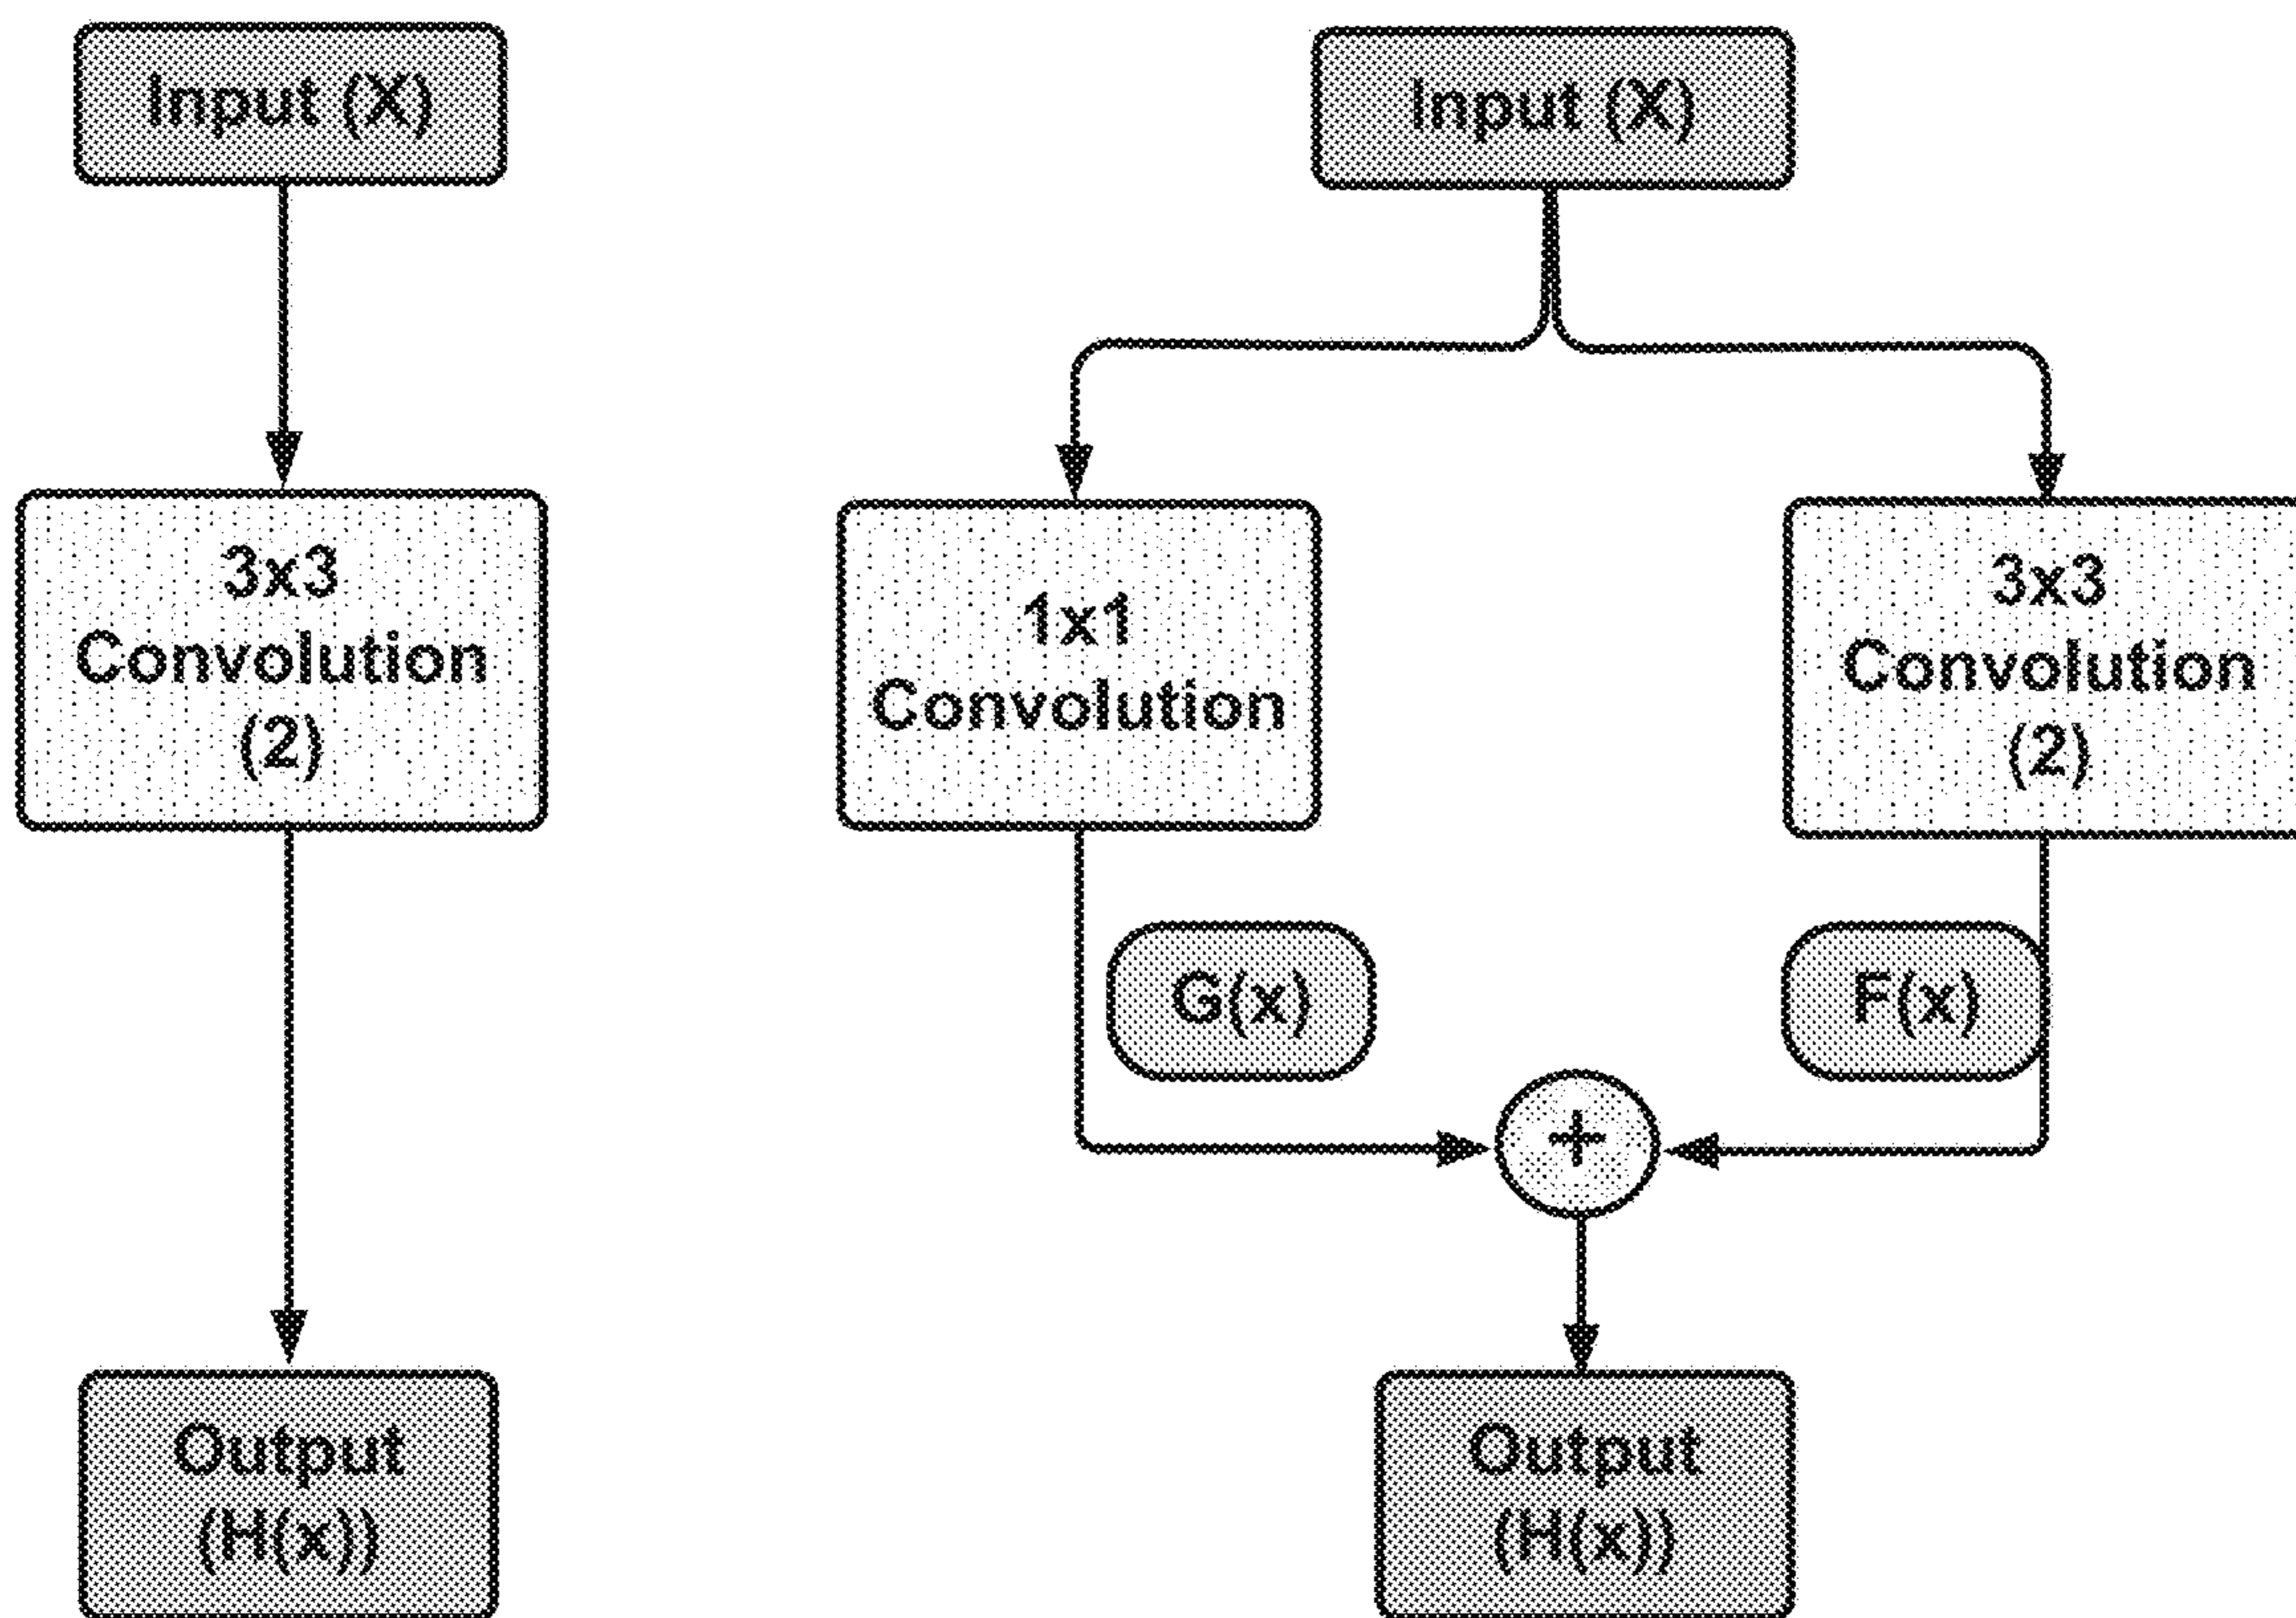 Input (X)
3x3
Convolution
(2)
Output
(H(x))
Input (X)
1x1
Convolution
3x3
Convolution
(2)
G(x)
F(x)
+
Output
(H(x))